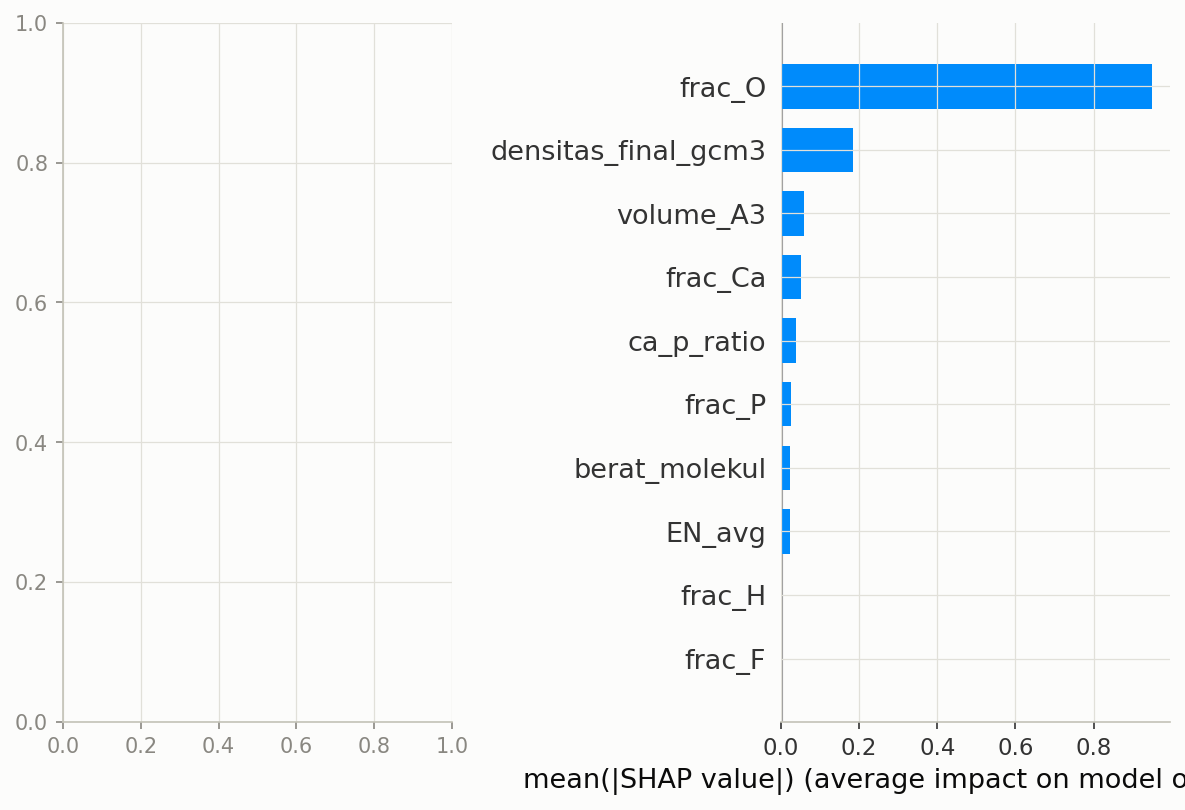 1.0
0.8
0.6
0.4
0.2
0.0
0.0 0.2 0.4 0.6 0.8 1.0
frac_O
densitas_final_gcm3
volume_A3
frac_Ca
ca_p_ratio
frac_P
berat_molekul
EN_avg
frac_H
frac_F
0.0 0.2 0.4 0.6 0.8
mean(|SHAP value|) (average impact on model o